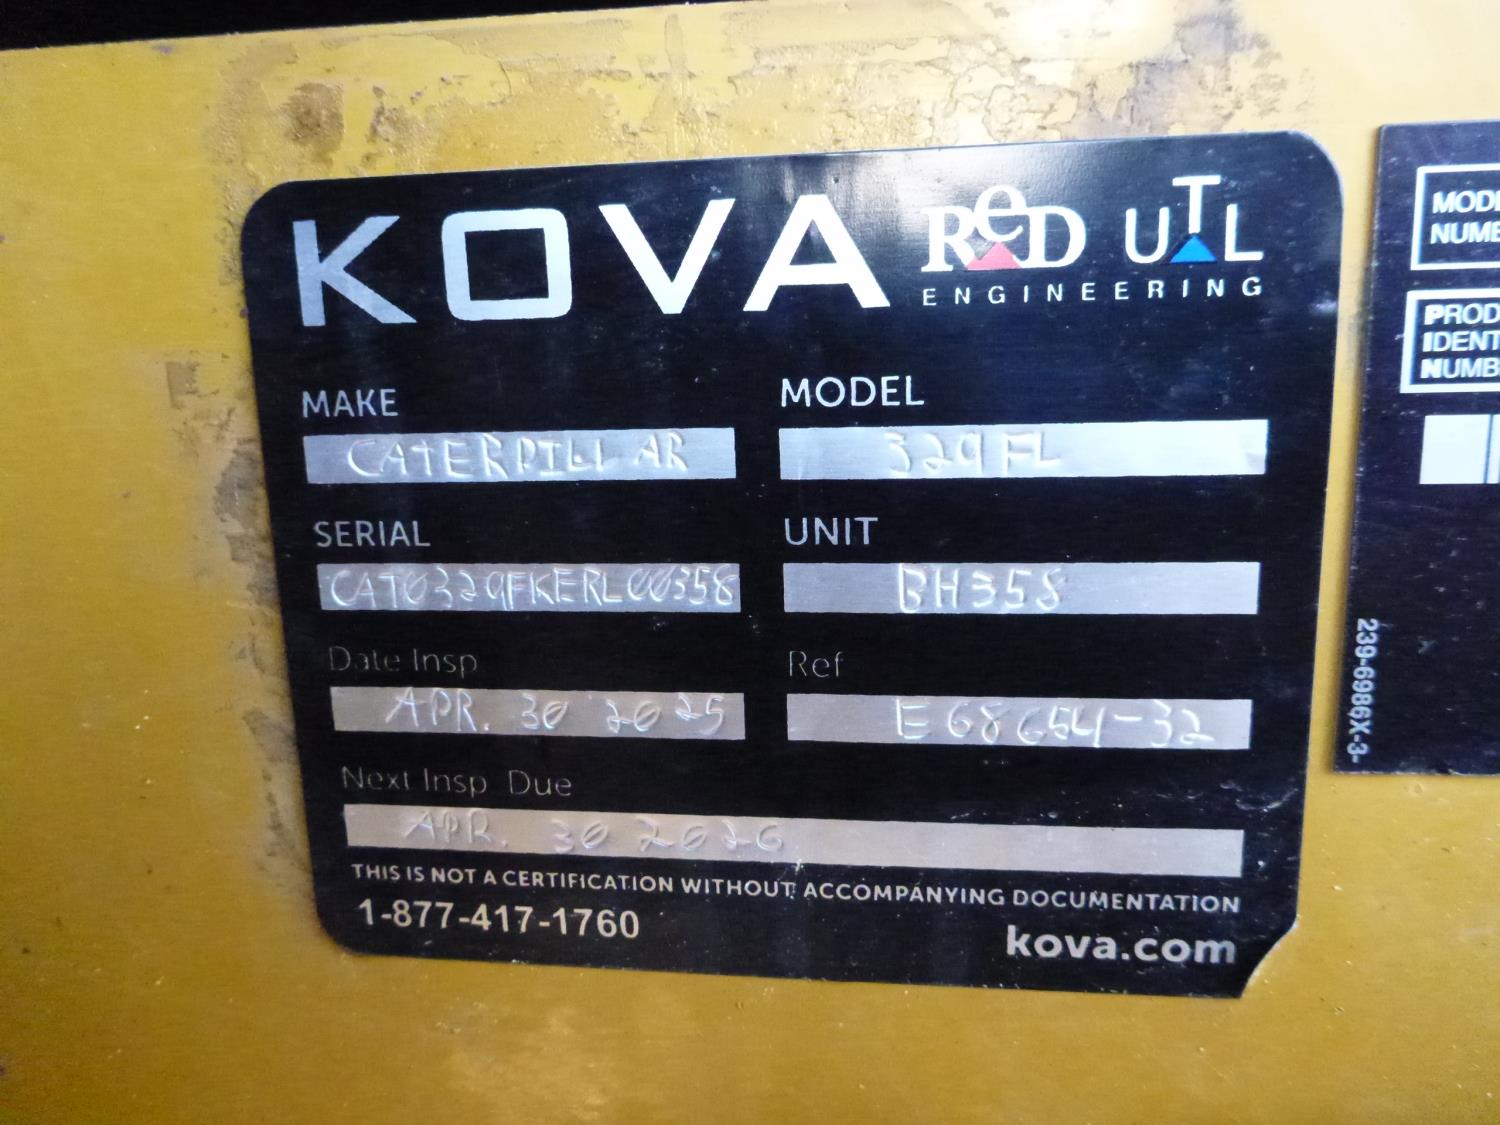 KOVA ReD UTL
ENGINEERING
MAKE MODEL
CATERPILLAR 329FL
SERIAL UNIT
CAT0329FKERL00358 BH358
Date Insp Ref
APR. 30 2025 E68654-32
Next Insp Due
APR. 30 2026
THIS IS NOT A CERTIFICATION WITHOUT ACCOMPANYING DOCUMENTATION
1-877-417-1760 kova.com
MODE
NUMB
PROD
IDENT
NUMB
239-6986X-3-